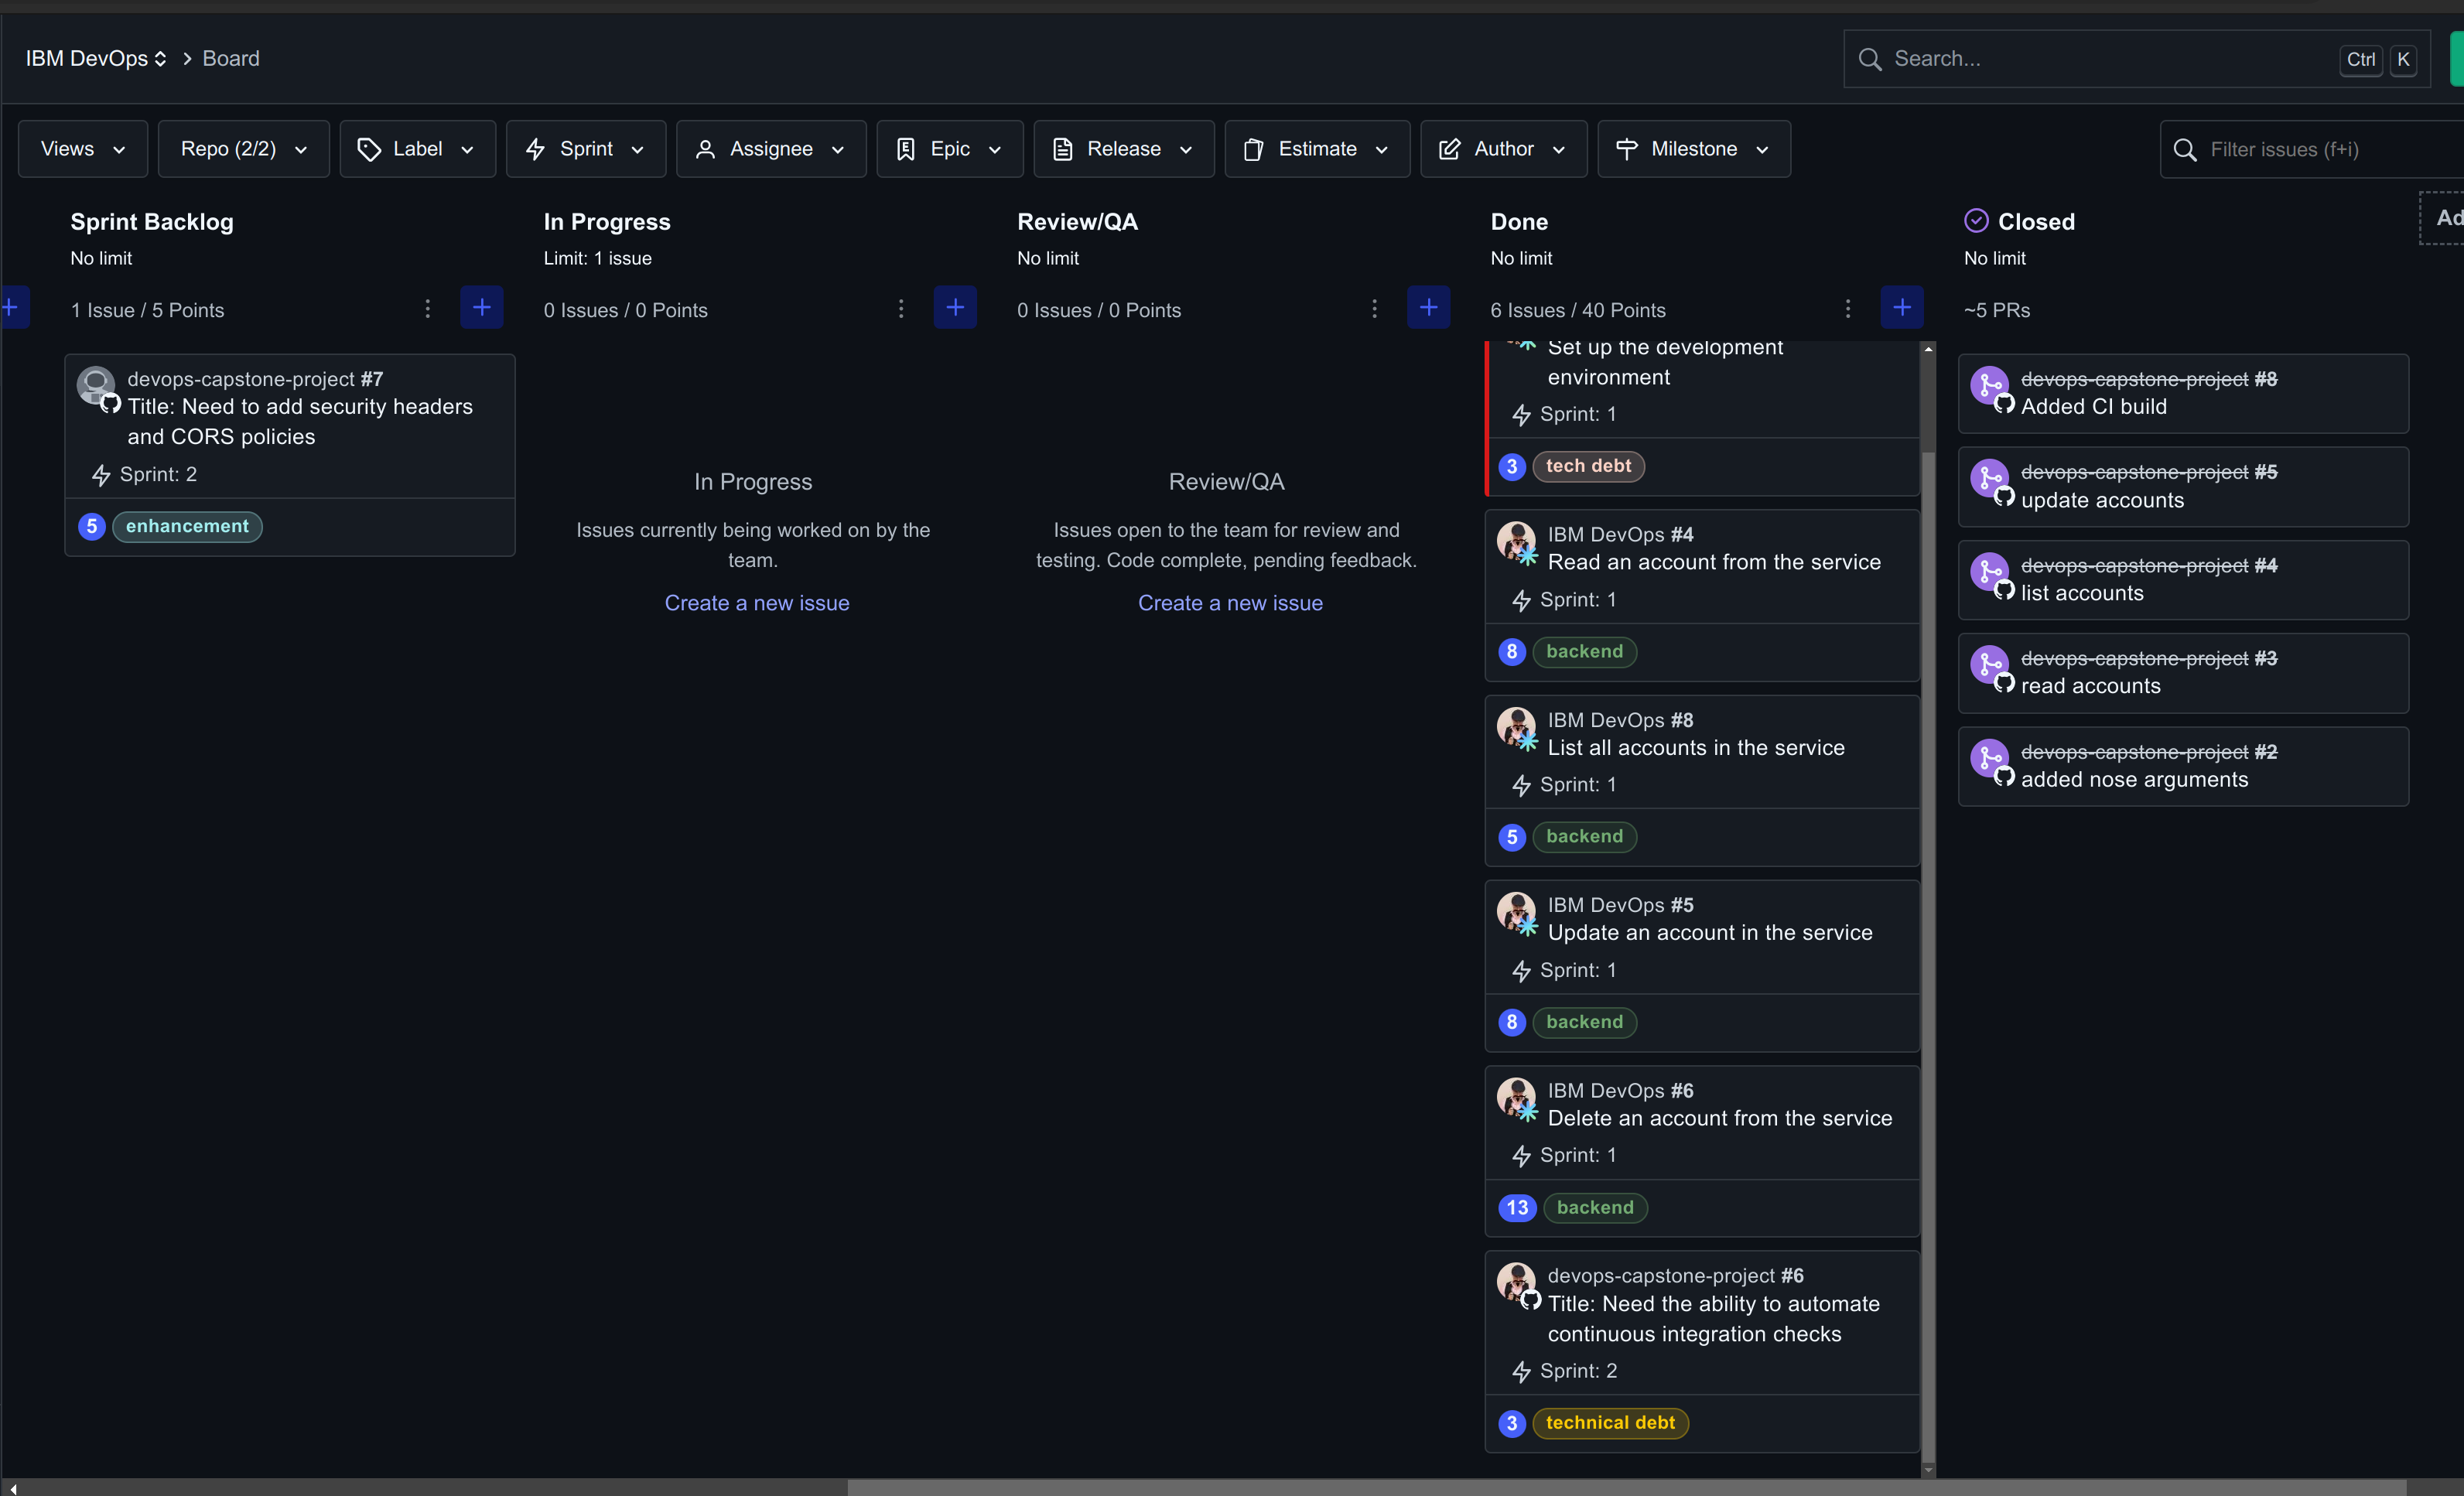 IBM DevOps
Board
Search...
Ctrl
K
Views
Repo (2/2)
Label
Sprint
Assignee
Epic
Release
Estimate
Author
Milestone
Filter issues (f+i)
Sprint Backlog
No limit
1 Issue / 5 Points
devops-capstone-project #7
Title: Need to add security headers
and CORS policies
Sprint: 2
5
enhancement
In Progress
Limit: 1 issue
0 Issues / 0 Points
In Progress
Issues currently being worked on by the
team.
Create a new issue
Review/QA
No limit
0 Issues / 0 Points
Review/QA
Issues open to the team for review and
testing. Code complete, pending feedback.
Create a new issue
Done
No limit
6 Issues / 40 Points
Set up the development
environment
Sprint: 1
3
tech debt
IBM DevOps #4
Read an account from the service
Sprint: 1
8
backend
IBM DevOps #8
List all accounts in the service
Sprint: 1
5
backend
IBM DevOps #5
Update an account in the service
Sprint: 1
8
backend
IBM DevOps #6
Delete an account from the service
Sprint: 1
13
backend
devops-capstone-project #6
Title: Need the ability to automate
continuous integration checks
Sprint: 2
3
technical debt
Closed
No limit
~5 PRs
devops-capstone-project #8
Added CI build
devops-capstone-project #5
update accounts
devops-capstone-project #4
list accounts
devops-capstone-project #3
read accounts
devops-capstone-project #2
added nose arguments